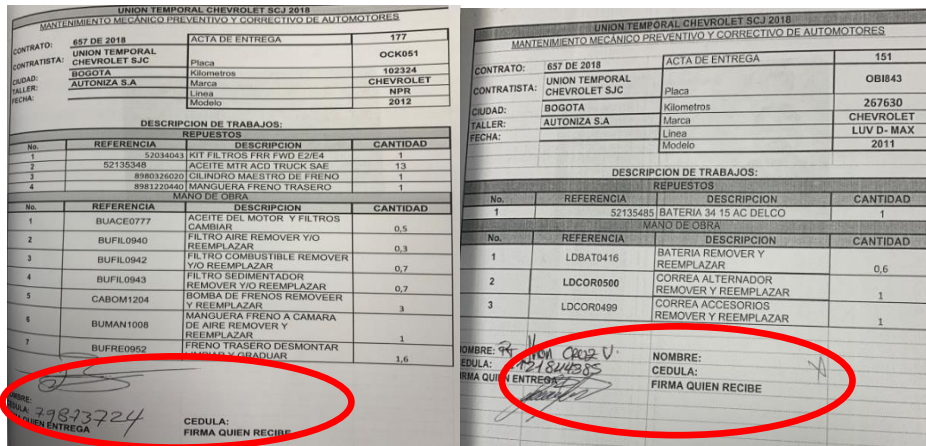 UNION TEMPORAL CHEVROLET SCJ 2018
MANTENIMIENTO MECÁNICO PREVENTIVO Y CORRECTIVO DE AUTOMOTORES
CONTRATO: 657 DE 2018 ACTA DE ENTREGA 177
CONTRATISTA: UNION TEMPORAL CHEVROLET SJC Placa OCK051
CIUDAD: BOGOTA Kilometros 102324
TALLER: AUTONIZA S.A Marca CHEVROLET
FECHA: Linea NPR
Modelo 2012
DESCRIPCION DE TRABAJOS:
REPUESTOS
No. REFERENCIA DESCRIPCION CANTIDAD
1 52034043 KIT FILTROS FRR FWD E2/E4 1
2 52135348 ACEITE MTR ACD TRUCK SAE 13
3 8980326020 CILINDRO MAESTRO DE FRENO 1
4 8981220440 MANGUERA FRENO TRASERO 1
MANO DE OBRA
No. REFERENCIA DESCRIPCION CANTIDAD
1 BUACE0777 ACEITE DEL MOTOR Y FILTROS CAMBIAR 0,5
2 BUFIL0940 FILTRO AIRE REMOVER Y/O REEMPLAZAR 0,3
3 BUFIL0942 FILTRO COMBUSTIBLE REMOVER Y/O REEMPLAZAR 0,7
4 BUFIL0943 FILTRO SEDIMENTADOR REMOVER Y/O REEMPLAZAR 0,7
5 CABOM1204 BOMBA DE FRENOS REMOVEER Y REEMPLAZAR 3
6 BUMAN1008 MANGUERA FRENO A CAMARA DE AIRE REMOVER Y REEMPLAZAR 1
7 BUFRE0952 FRENO TRASERO DESMONTAR LIMPIAR Y GRADUAR 1,6
NOMBRE:
CEDULA: 79873724 CEDULA:
FIRMA QUIEN ENTREGA FIRMA QUIEN RECIBE
UNION TEMPORAL CHEVROLET SCJ 2018
MANTENIMIENTO MECÁNICO PREVENTIVO Y CORRECTIVO DE AUTOMOTORES
CONTRATO: 657 DE 2018 ACTA DE ENTREGA 151
CONTRATISTA: UNION TEMPORAL CHEVROLET SJC Placa OBI843
CIUDAD: BOGOTA Kilometros 267630
TALLER: AUTONIZA S.A Marca CHEVROLET
FECHA: Linea LUV D- MAX
Modelo 2011
DESCRIPCION DE TRABAJOS:
REPUESTOS
No. REFERENCIA DESCRIPCION CANTIDAD
1 52135485 BATERIA 34 15 AC DELCO 1
MANO DE OBRA
No. REFERENCIA DESCRIPCION CANTIDAD
1 LDBAT0416 BATERIA REMOVER Y REEMPLAZAR 0,6
2 LDCOR0500 CORREA ALTERNADOR REMOVER Y REEMPLAZAR 1
3 LDCOR0499 CORREA ACCESORIOS REMOVER Y REEMPLAZAR 1
NOMBRE: Jhon Cruz V. NOMBRE:
CEDULA: CEDULA:
FIRMA QUIEN ENTREGA FIRMA QUIEN RECIBE